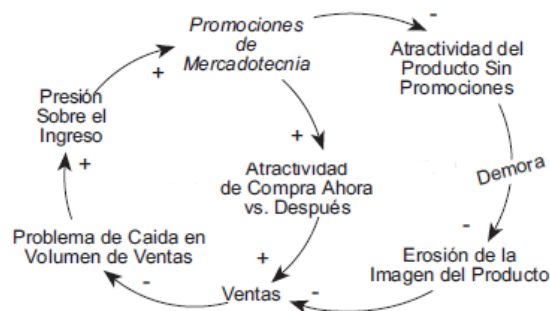 Promociones
de
Mercadotecnia
-
Atractividad del
Producto Sin
Promociones
+
Presión
Sobre el
Ingreso
+
Atractividad
de Compra Ahora
vs. Después
Demora
+
Problema de Caida en
Volumen de Ventas
+
-
Erosión de la
Imagen del Producto
-
Ventas
-